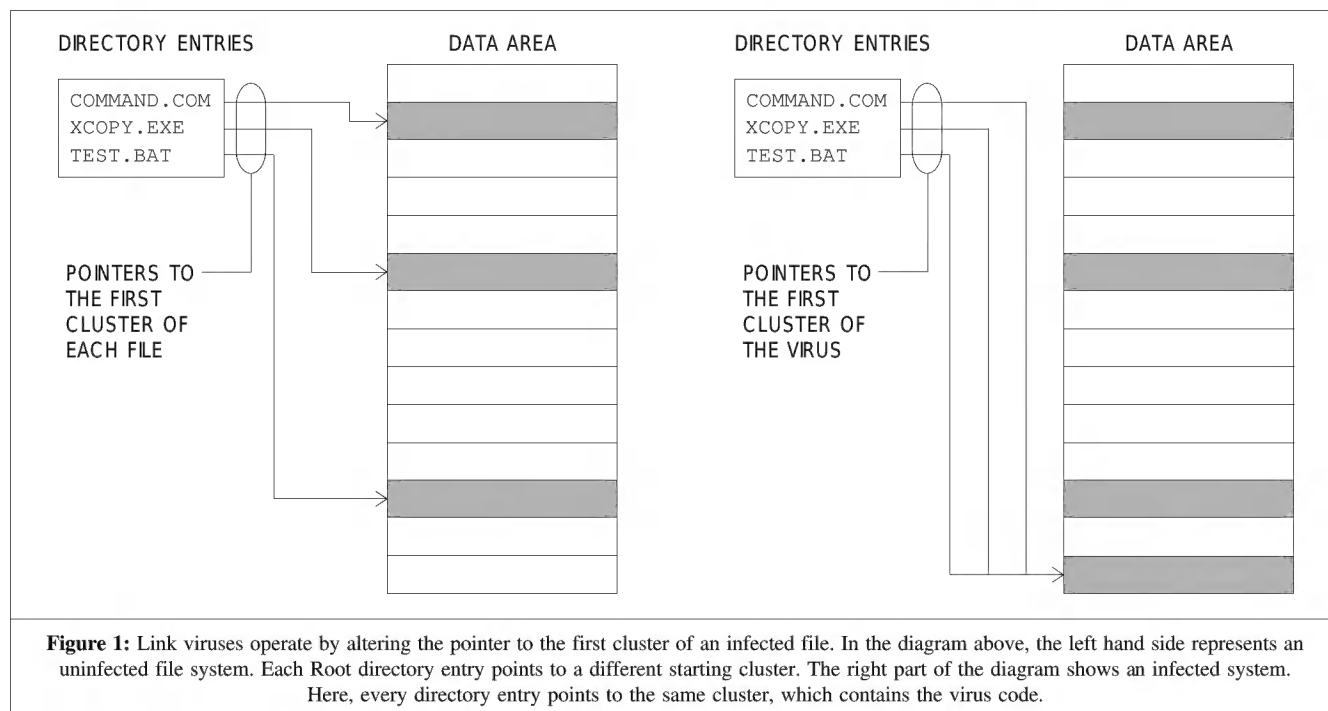 DIRECTORY ENTRIES
DATA AREA
COMMAND.COM
XCOPY.EXE
TEST.BAT
POINTERS TO
THE FIRST
CLUSTER OF
EACH FILE
DIRECTORY ENTRIES
DATA AREA
COMMAND.COM
XCOPY.EXE
TEST.BAT
POINTERS TO
THE FIRST
CLUSTER OF
THE VIRUS
Figure 1: Link viruses operate by altering the pointer to the first cluster of an infected file. In the diagram above, the left hand side represents an
uninfected file system. Each Root directory entry points to a different starting cluster. The right part of the diagram shows an infected system.
Here, every directory entry points to the same cluster, which contains the virus code.